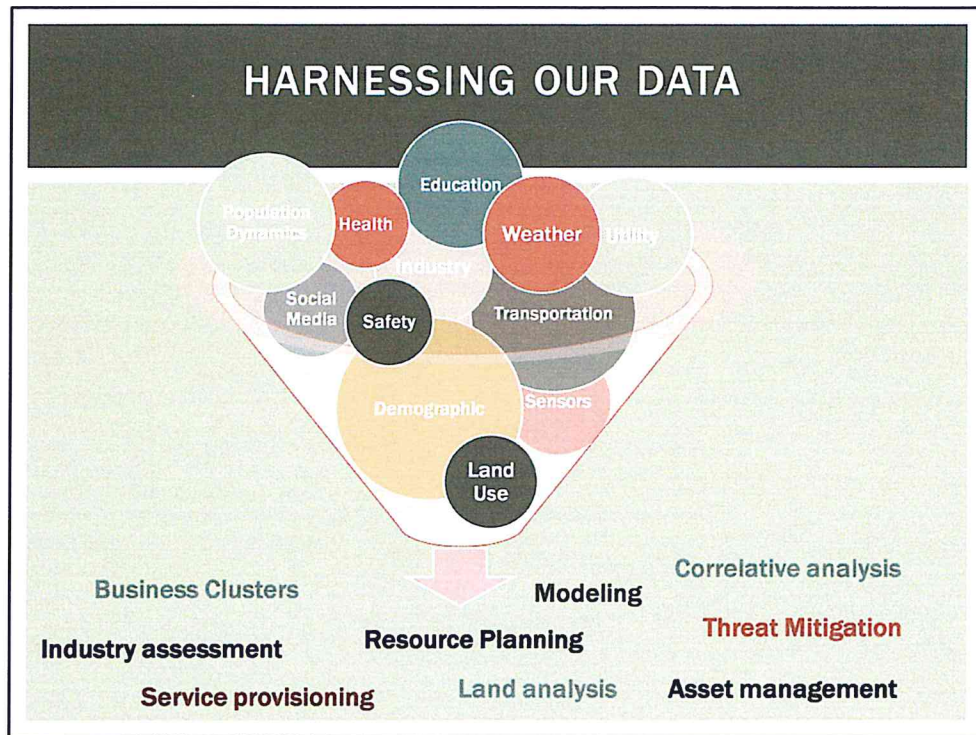 HARNESSING OUR DATA
Education
Population
Dynamics
Health
Weather
Utility
Industry
Social
Media
Safety
Transportation
Demographic
Sensors
Land
Use
Correlative analysis
Business Clusters
Modeling
Threat Mitigation
Resource Planning
Industry assessment
Service provisioning
Land analysis
Asset management